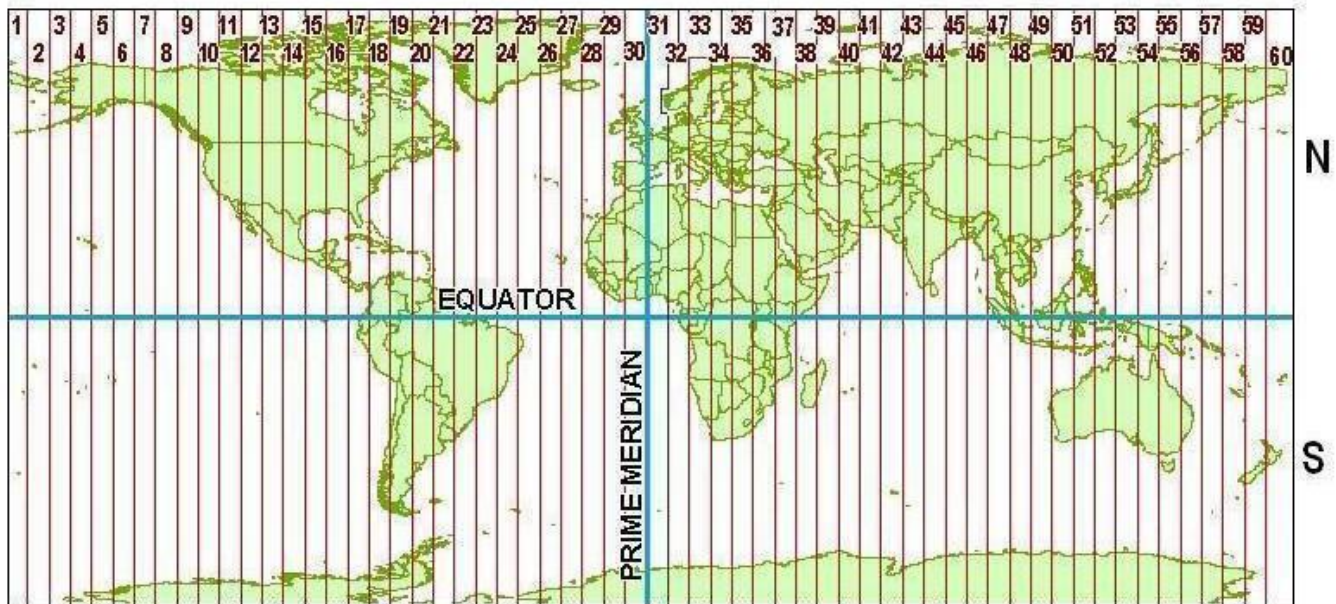 1 3 5 7 9 11 13 15 17 19 21 23 25 27 29 31 33 35 37 39 41 43 45 47 49 51 53 55 57 59
2 4 6 8 10 12 14 16 18 20 22 24 26 28 30 32 34 36 38 40 42 44 46 48 50 52 54 56 58 60
N
EQUATOR
PRIME MERIDIAN
S